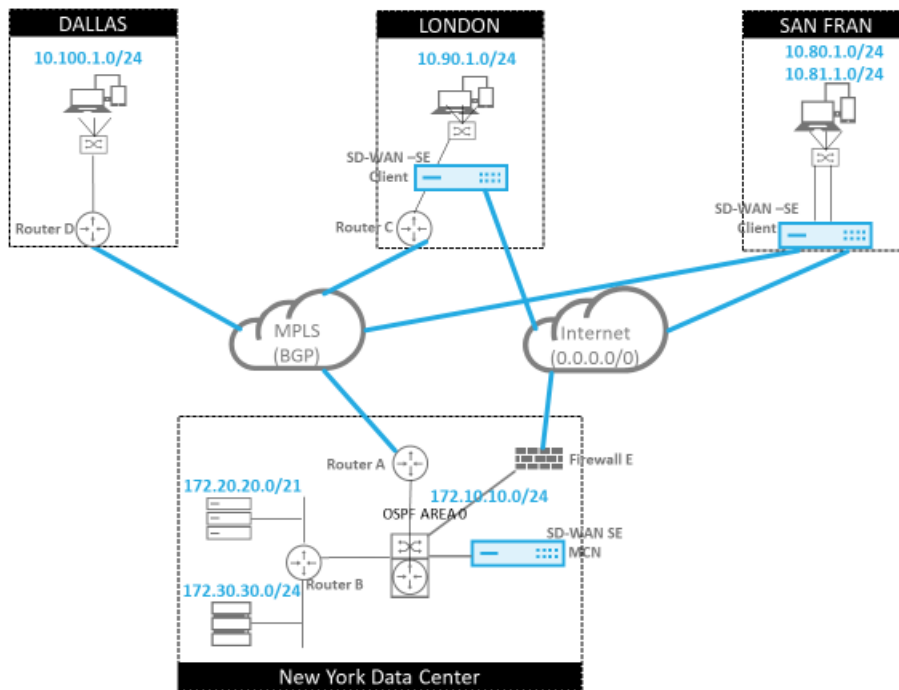 DALLAS
10.100.1.0/24
Router D
LONDON
10.90.1.0/24
SD-WAN –SE
Client
Router C
SAN FRAN
10.80.1.0/24
10.81.1.0/24
SD-WAN –SE
Client
MPLS
(BGP)
Internet
(0.0.0.0/0)
Router A
Firewall E
172.20.20.0/21
172.10.10.0/24
OSPF AREA 0
SD-WAN SE
MCN
Router B
172.30.30.0/24
New York Data Center